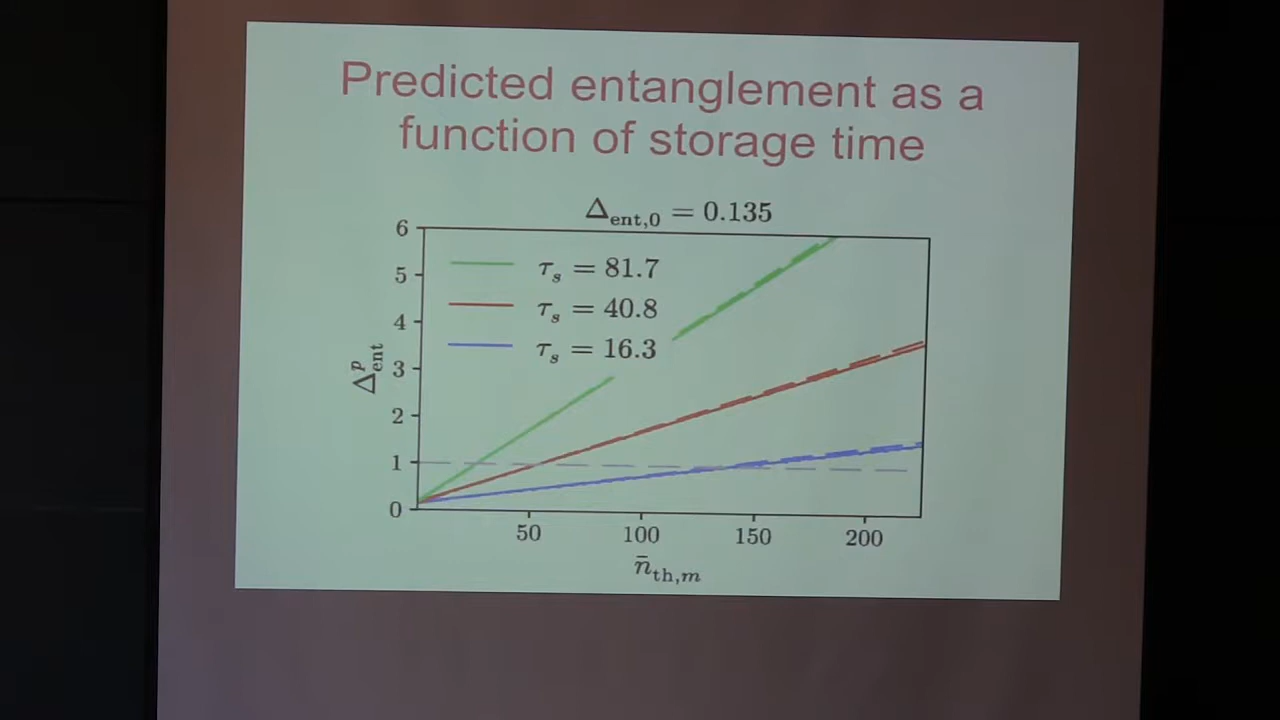 Predicted entanglement as a
function of storage time
Δ_ent,0 = 0.135
6
5
4
3
2
1
0
Δ^p_ent
τ_s = 81.7
τ_s = 40.8
τ_s = 16.3
50 100 150 200
n̄_th,m